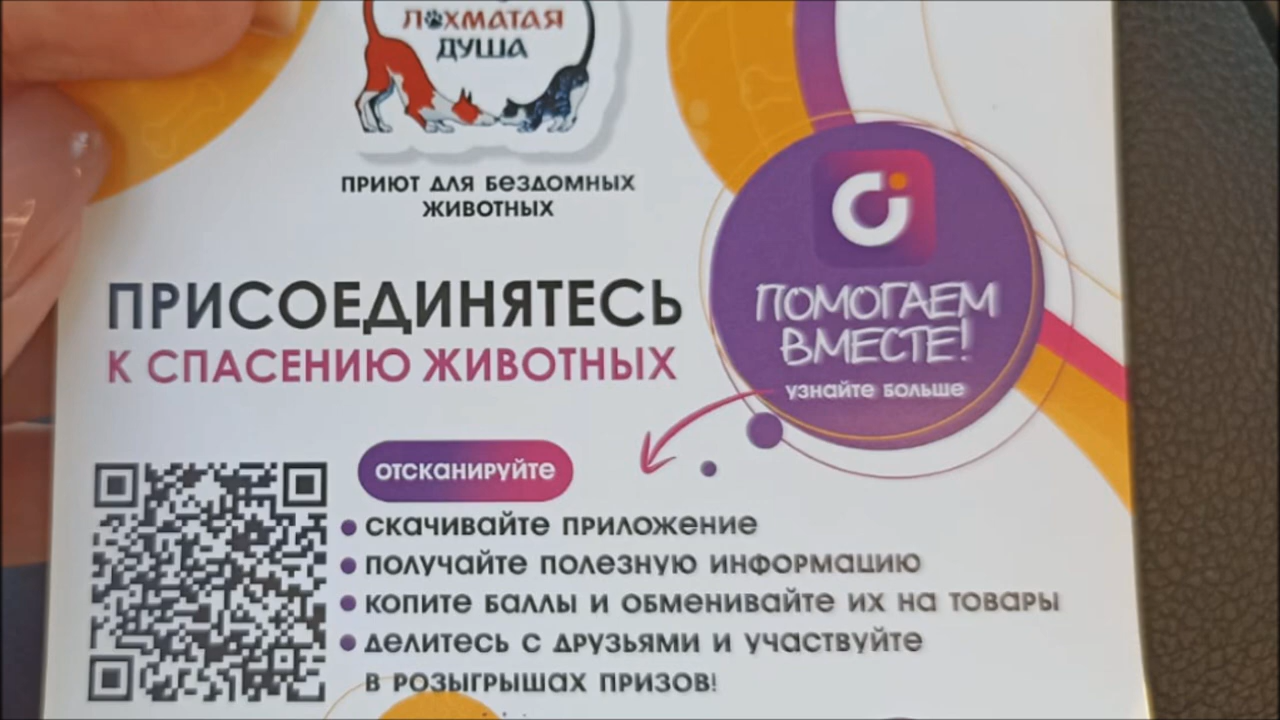 ЛОХМАТАЯ
ДУША
ПРИЮТ ДЛЯ БЕЗДОМНЫХ
ЖИВОТНЫХ
ПРИСОЕДИНЯТЕСЬ
К СПАСЕНИЮ ЖИВОТНЫХ
ПОМОГАЕМ
ВМЕСТЕ!
узнайте больше
отсканируйте
скачивайте приложение
получайте полезную информацию
копите баллы и обменивайте их на товары
делитесь с друзьями и участвуйте
в розыгрышах призов!